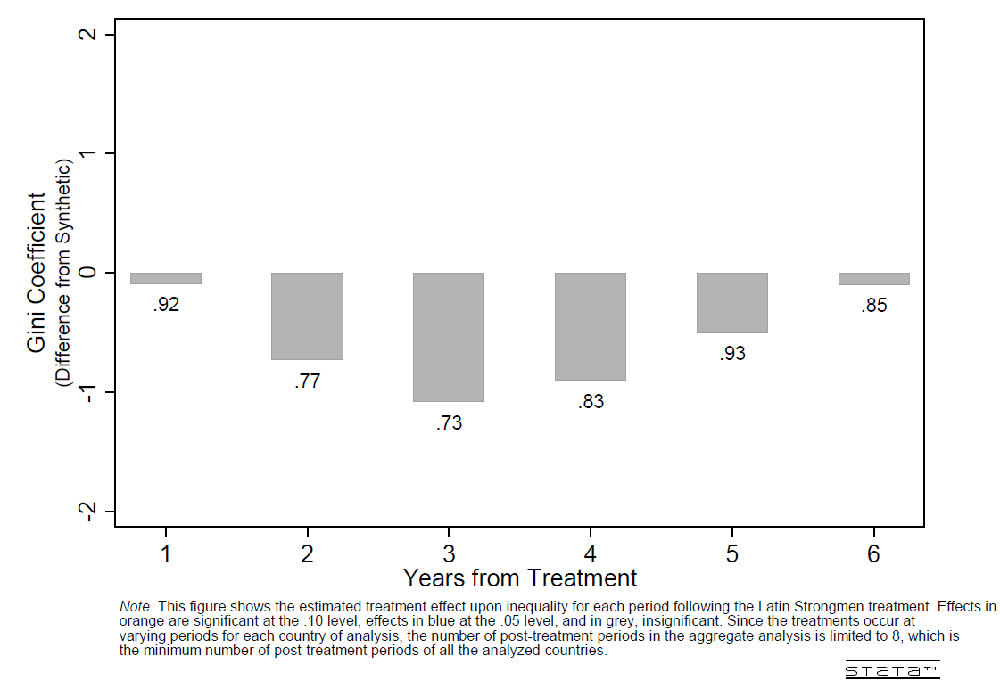 2
1
0
-1
-2
Gini Coefficient
(Difference from Synthetic)
.92
.77
.73
.83
.93
.85
1 2 3 4 5 6
Years from Treatment
Note. This figure shows the estimated treatment effect upon inequality for each period following the Latin Strongmen treatment. Effects in
orange are significant at the .10 level, effects in blue at the .05 level, and in grey, insignificant. Since the treatments occur at
varying periods for each country of analysis, the number of post-treatment periods in the aggregate analysis is limited to 8, which is
the minimum number of post-treatment periods of all the analyzed countries.
STATA™